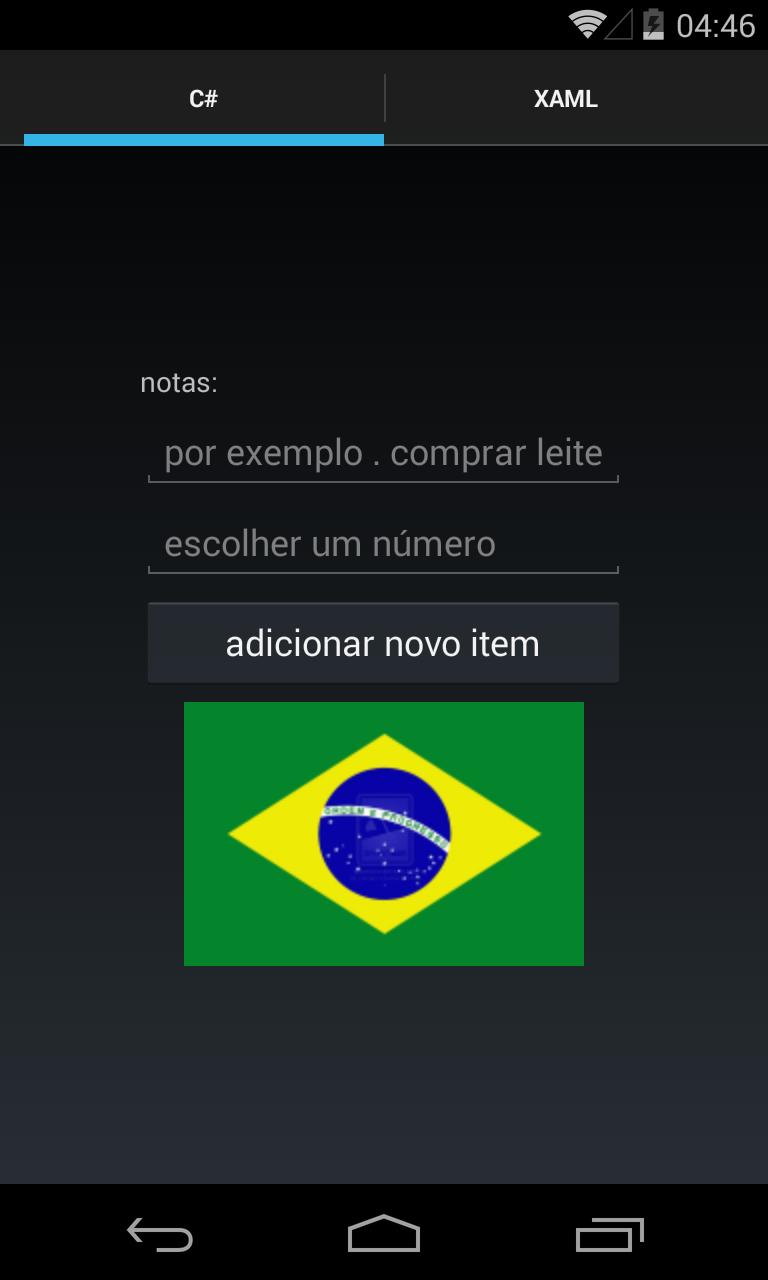 04:46
C#
XAML
notas:
por exemplo . comprar leite
escolher um número
adicionar novo item
ORDEM E PROGRESSO